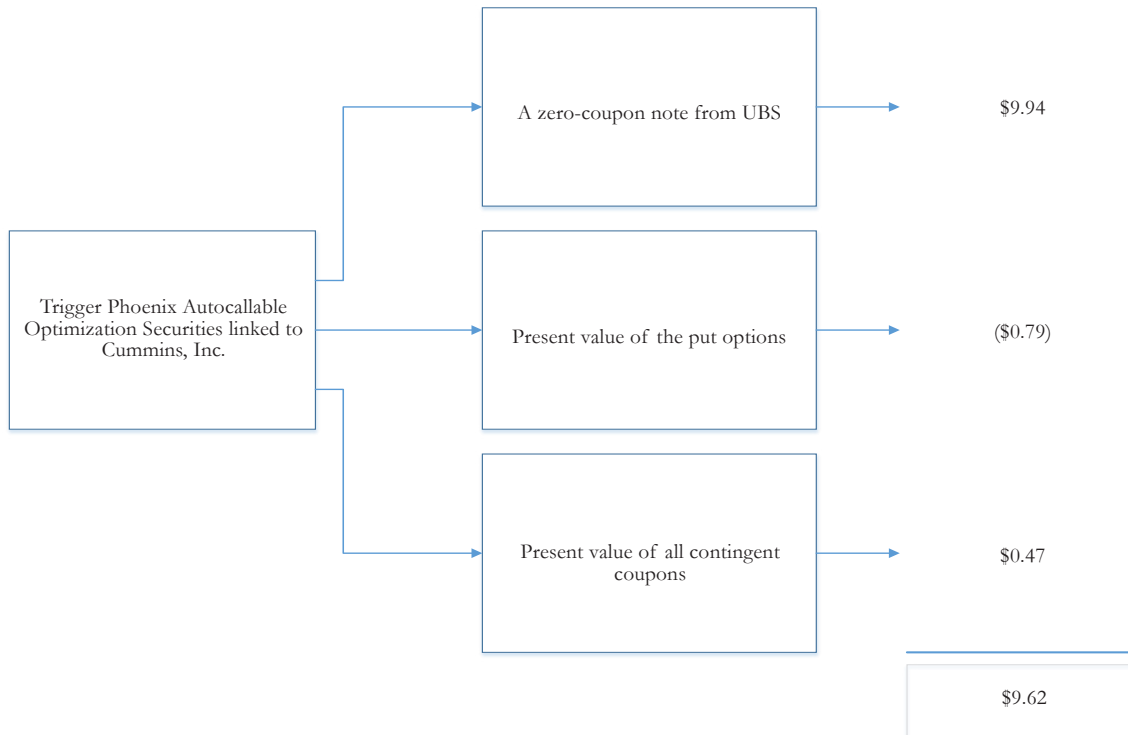 A zero-coupon note from UBS
$9.94
Trigger Phoenix Autocallable
Optimization Securities linked to
Cummins, Inc.
Present value of the put options
($0.79)
Present value of all contingent
coupons
$0.47
$9.62